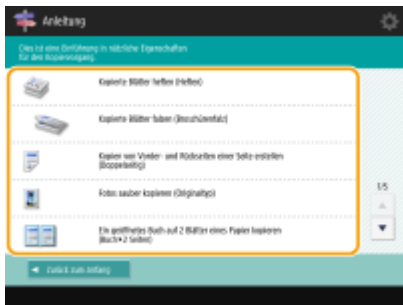 Anleitung
Dies ist eine Einführung in nützliche Eigenschaften
für den Kopiervorgang.
Kopierte Blätter heften (Heften)
Kopierte Blätter falten (Broschürenfalz)
Kopien von Vorder- und Rückseiten einer Seite erstellen
(Doppelseitig)
Fotos sauber kopieren (Originaltyp)
Ein geöffnetes Buch auf 2 Blätter eines Papier kopieren
(Buch➔2 Seiten)
1/5
Zurück zum Anfang